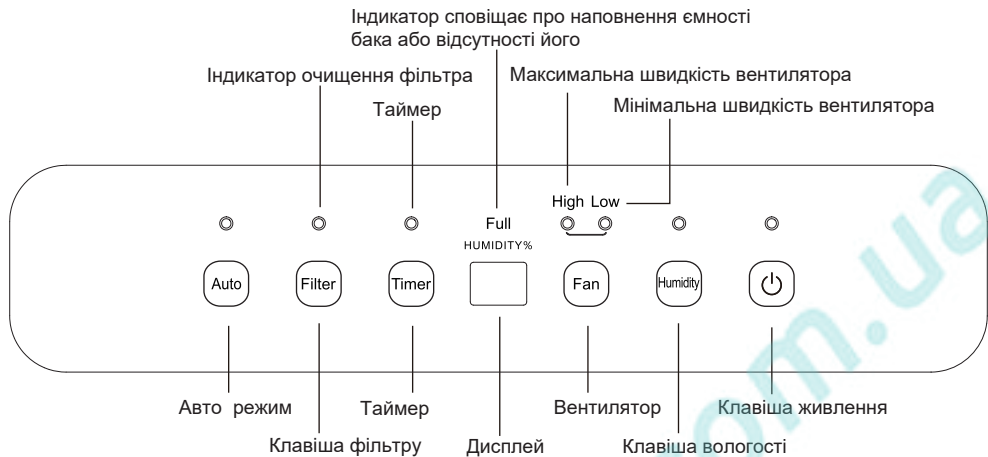 Індикатор сповіщає про наповнення ємності
бака або відсутності його
Індикатор очищення фільтра
Максимальна швидкість вентилятора
Таймер
Мінімальна швидкість вентилятора
High Low
Full
HUMIDITY%
Auto
Filter
Timer
Fan
Humidity
Авто режим
Таймер
Вентилятор
Клавіша живлення
Клавіша фільтру
Дисплей
Клавіша вологості
om.ua